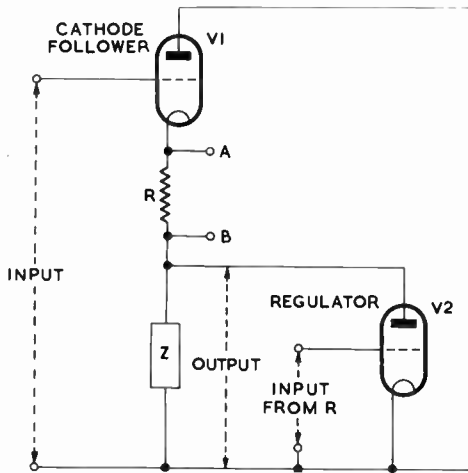 CATHODE
FOLLOWER
V1
A
R
B
INPUT
REGULATOR
V2
Z
OUTPUT
INPUT
FROM R